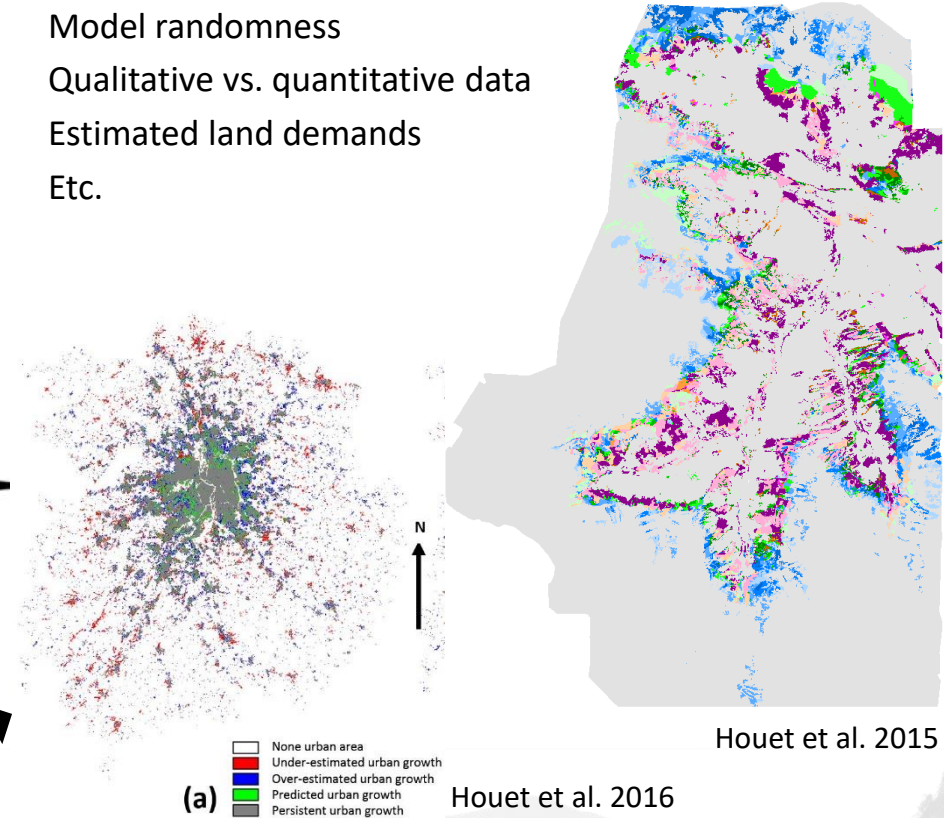 Model randomness
Qualitative vs. quantitative data
Estimated land demands
Etc.
N
Houet et al. 2015
None urban area
Under-estimated urban growth
Over-estimated urban growth
Predicted urban growth
Persistent urban growth
(a)
Houet et al. 2016